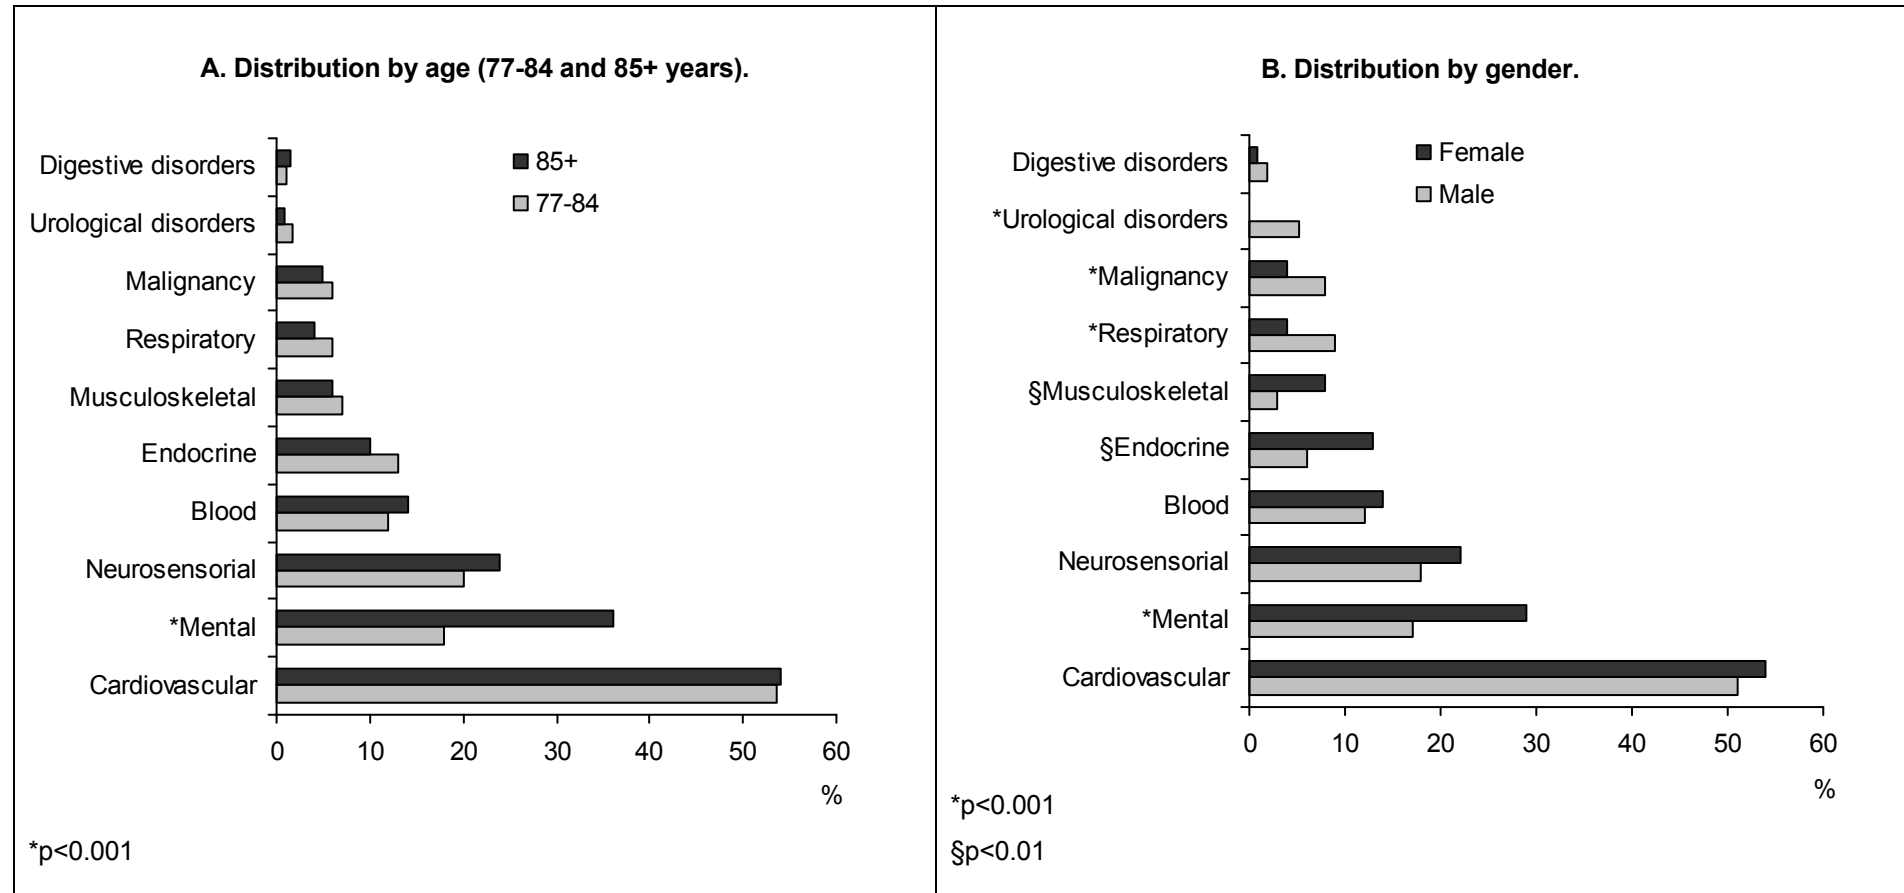 A. Distribution by age (77-84 and 85+ years).
85+
77-84
Digestive disorders
Urological disorders
Malignancy
Respiratory
Musculoskeletal
Endocrine
Blood
Neurosensorial
*Mental
Cardiovascular
0 10 20 30 40 50 60
%
*p<0.001
B. Distribution by gender.
Female
Male
Digestive disorders
*Urological disorders
*Malignancy
*Respiratory
§Musculoskeletal
§Endocrine
Blood
Neurosensorial
*Mental
Cardiovascular
0 10 20 30 40 50 60
%
*p<0.001
§p<0.01